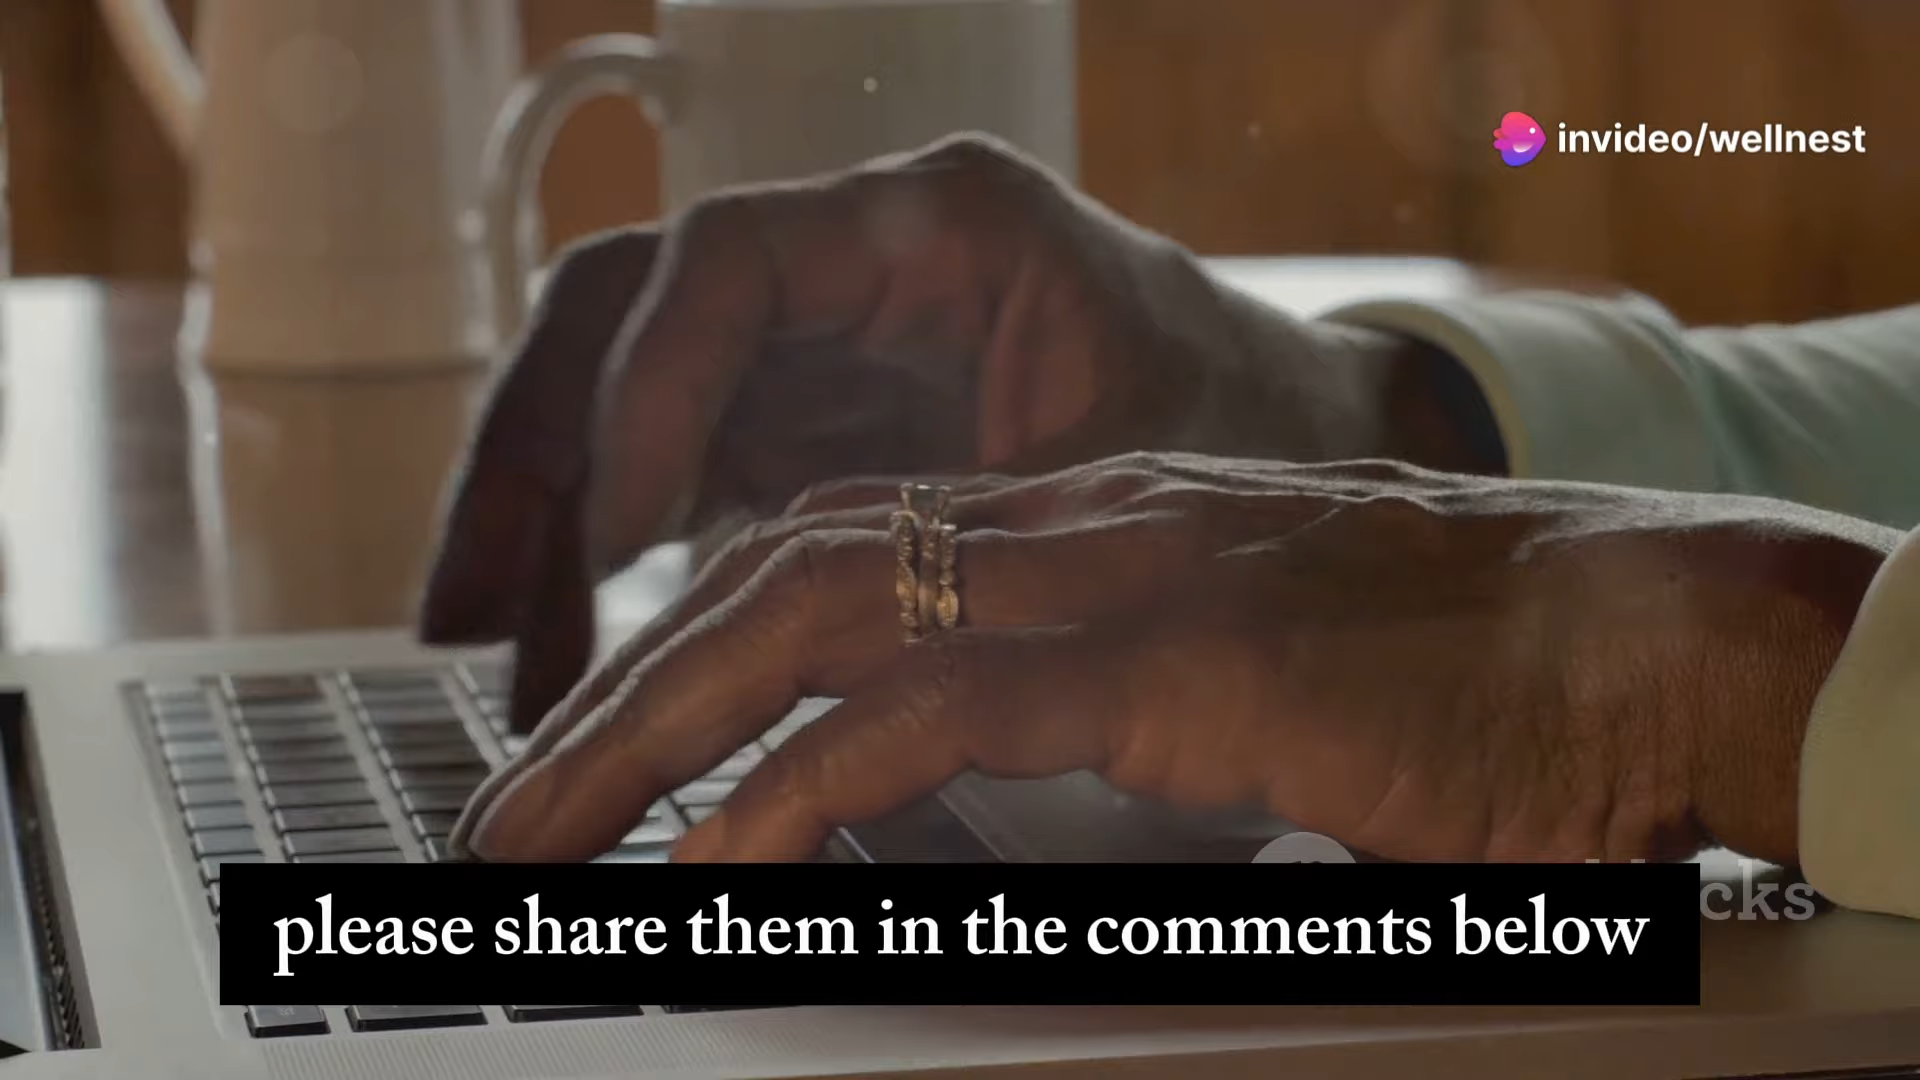 invideo/wellnest
please share them in the comments below